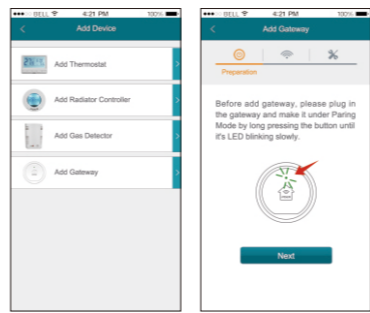 BELL 4:21 PM 100%
Add Device
Add Thermostat
Add Radiator Controller
Add Gas Detector
Add Gateway
BELL 4:21 PM 100%
Add Gateway
Preparation
Before add gateway, please plug in
the gateway and make it under Paring
Mode by long pressing the button until
it's LED blinking slowly.
Next